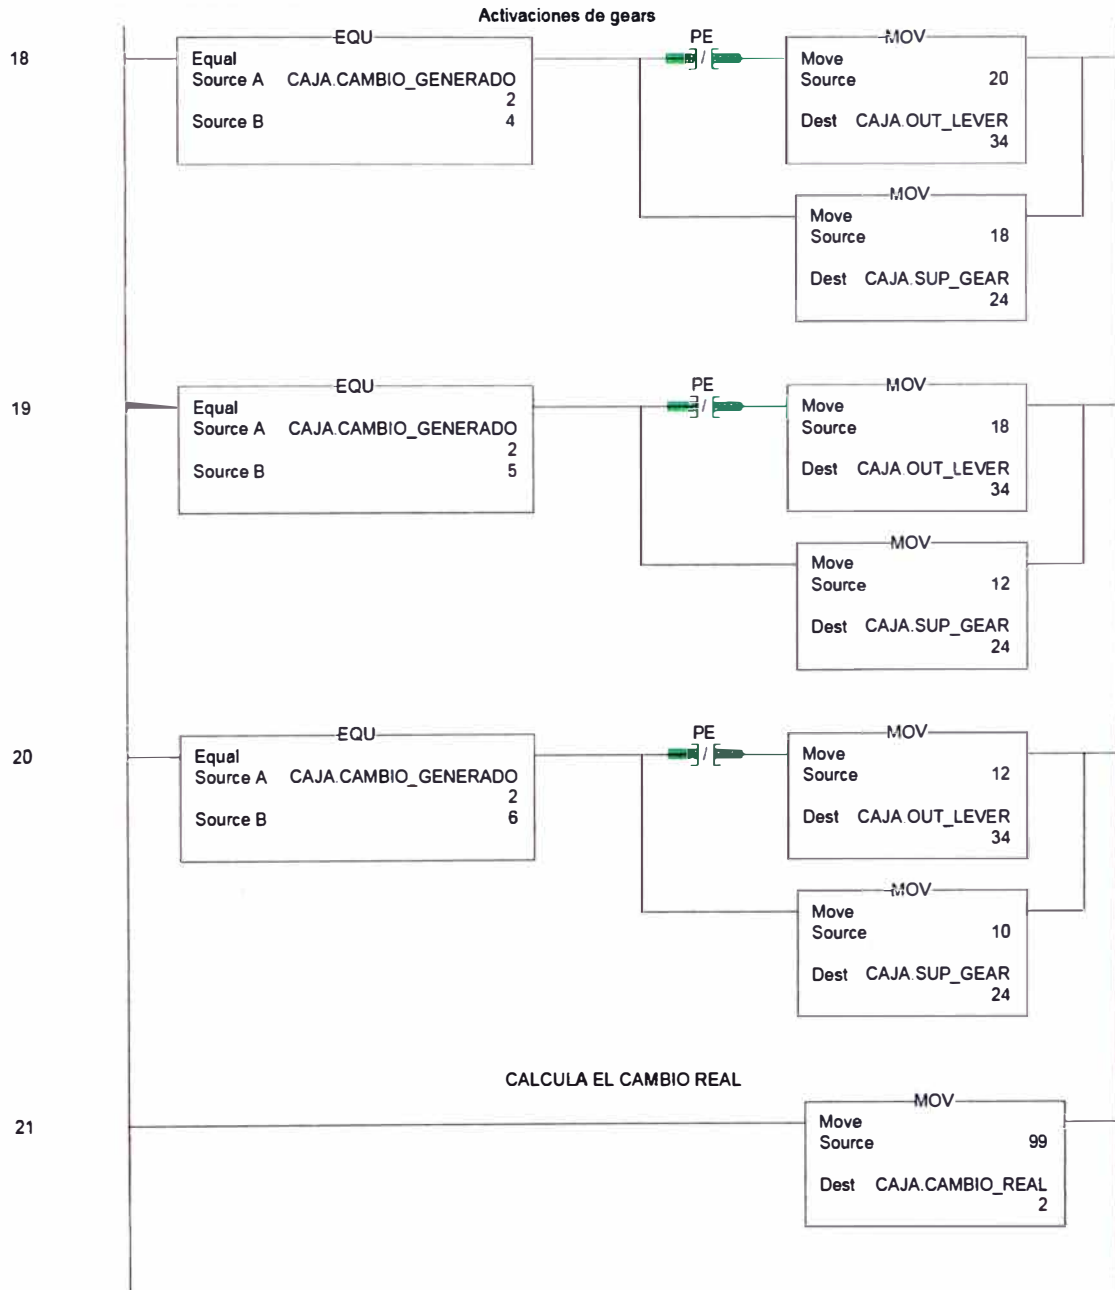 Activaciones de gears
18
EQU
Equal
Source A CAJA.CAMBIO_GENERADO
2
Source B 4
PE
MOV
Move
Source 20
Dest CAJA.OUT_LEVER
34
MOV
Move
Source 18
Dest CAJA.SUP_GEAR
24
19
EQU
Equal
Source A CAJA.CAMBIO_GENERADO
2
Source B 5
PE
MOV
Move
Source 18
Dest CAJA.OUT_LEVER
34
MOV
Move
Source 12
Dest CAJA.SUP_GEAR
24
20
EQU
Equal
Source A CAJA.CAMBIO_GENERADO
2
Source B 6
PE
MOV
Move
Source 12
Dest CAJA.OUT_LEVER
34
MOV
Move
Source 10
Dest CAJA.SUP_GEAR
24
CALCULA EL CAMBIO REAL
21
MOV
Move
Source 99
Dest CAJA.CAMBIO_REAL
2